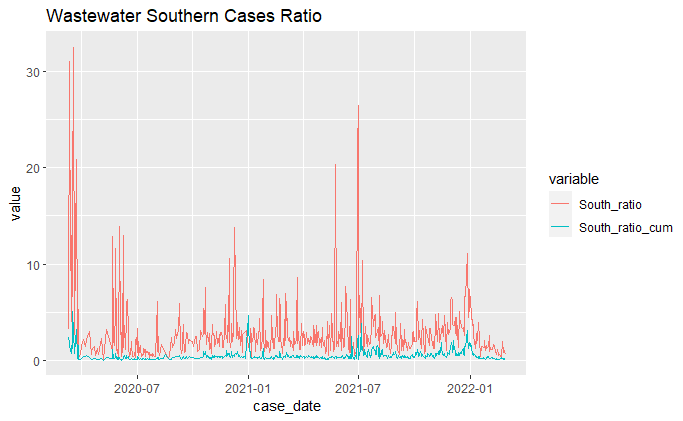 Wastewater Southern Cases Ratio
value
30
20
10
0
2020-07
2021-01
2021-07
2022-01
case_date
variable
South_ratio
South_ratio_cum